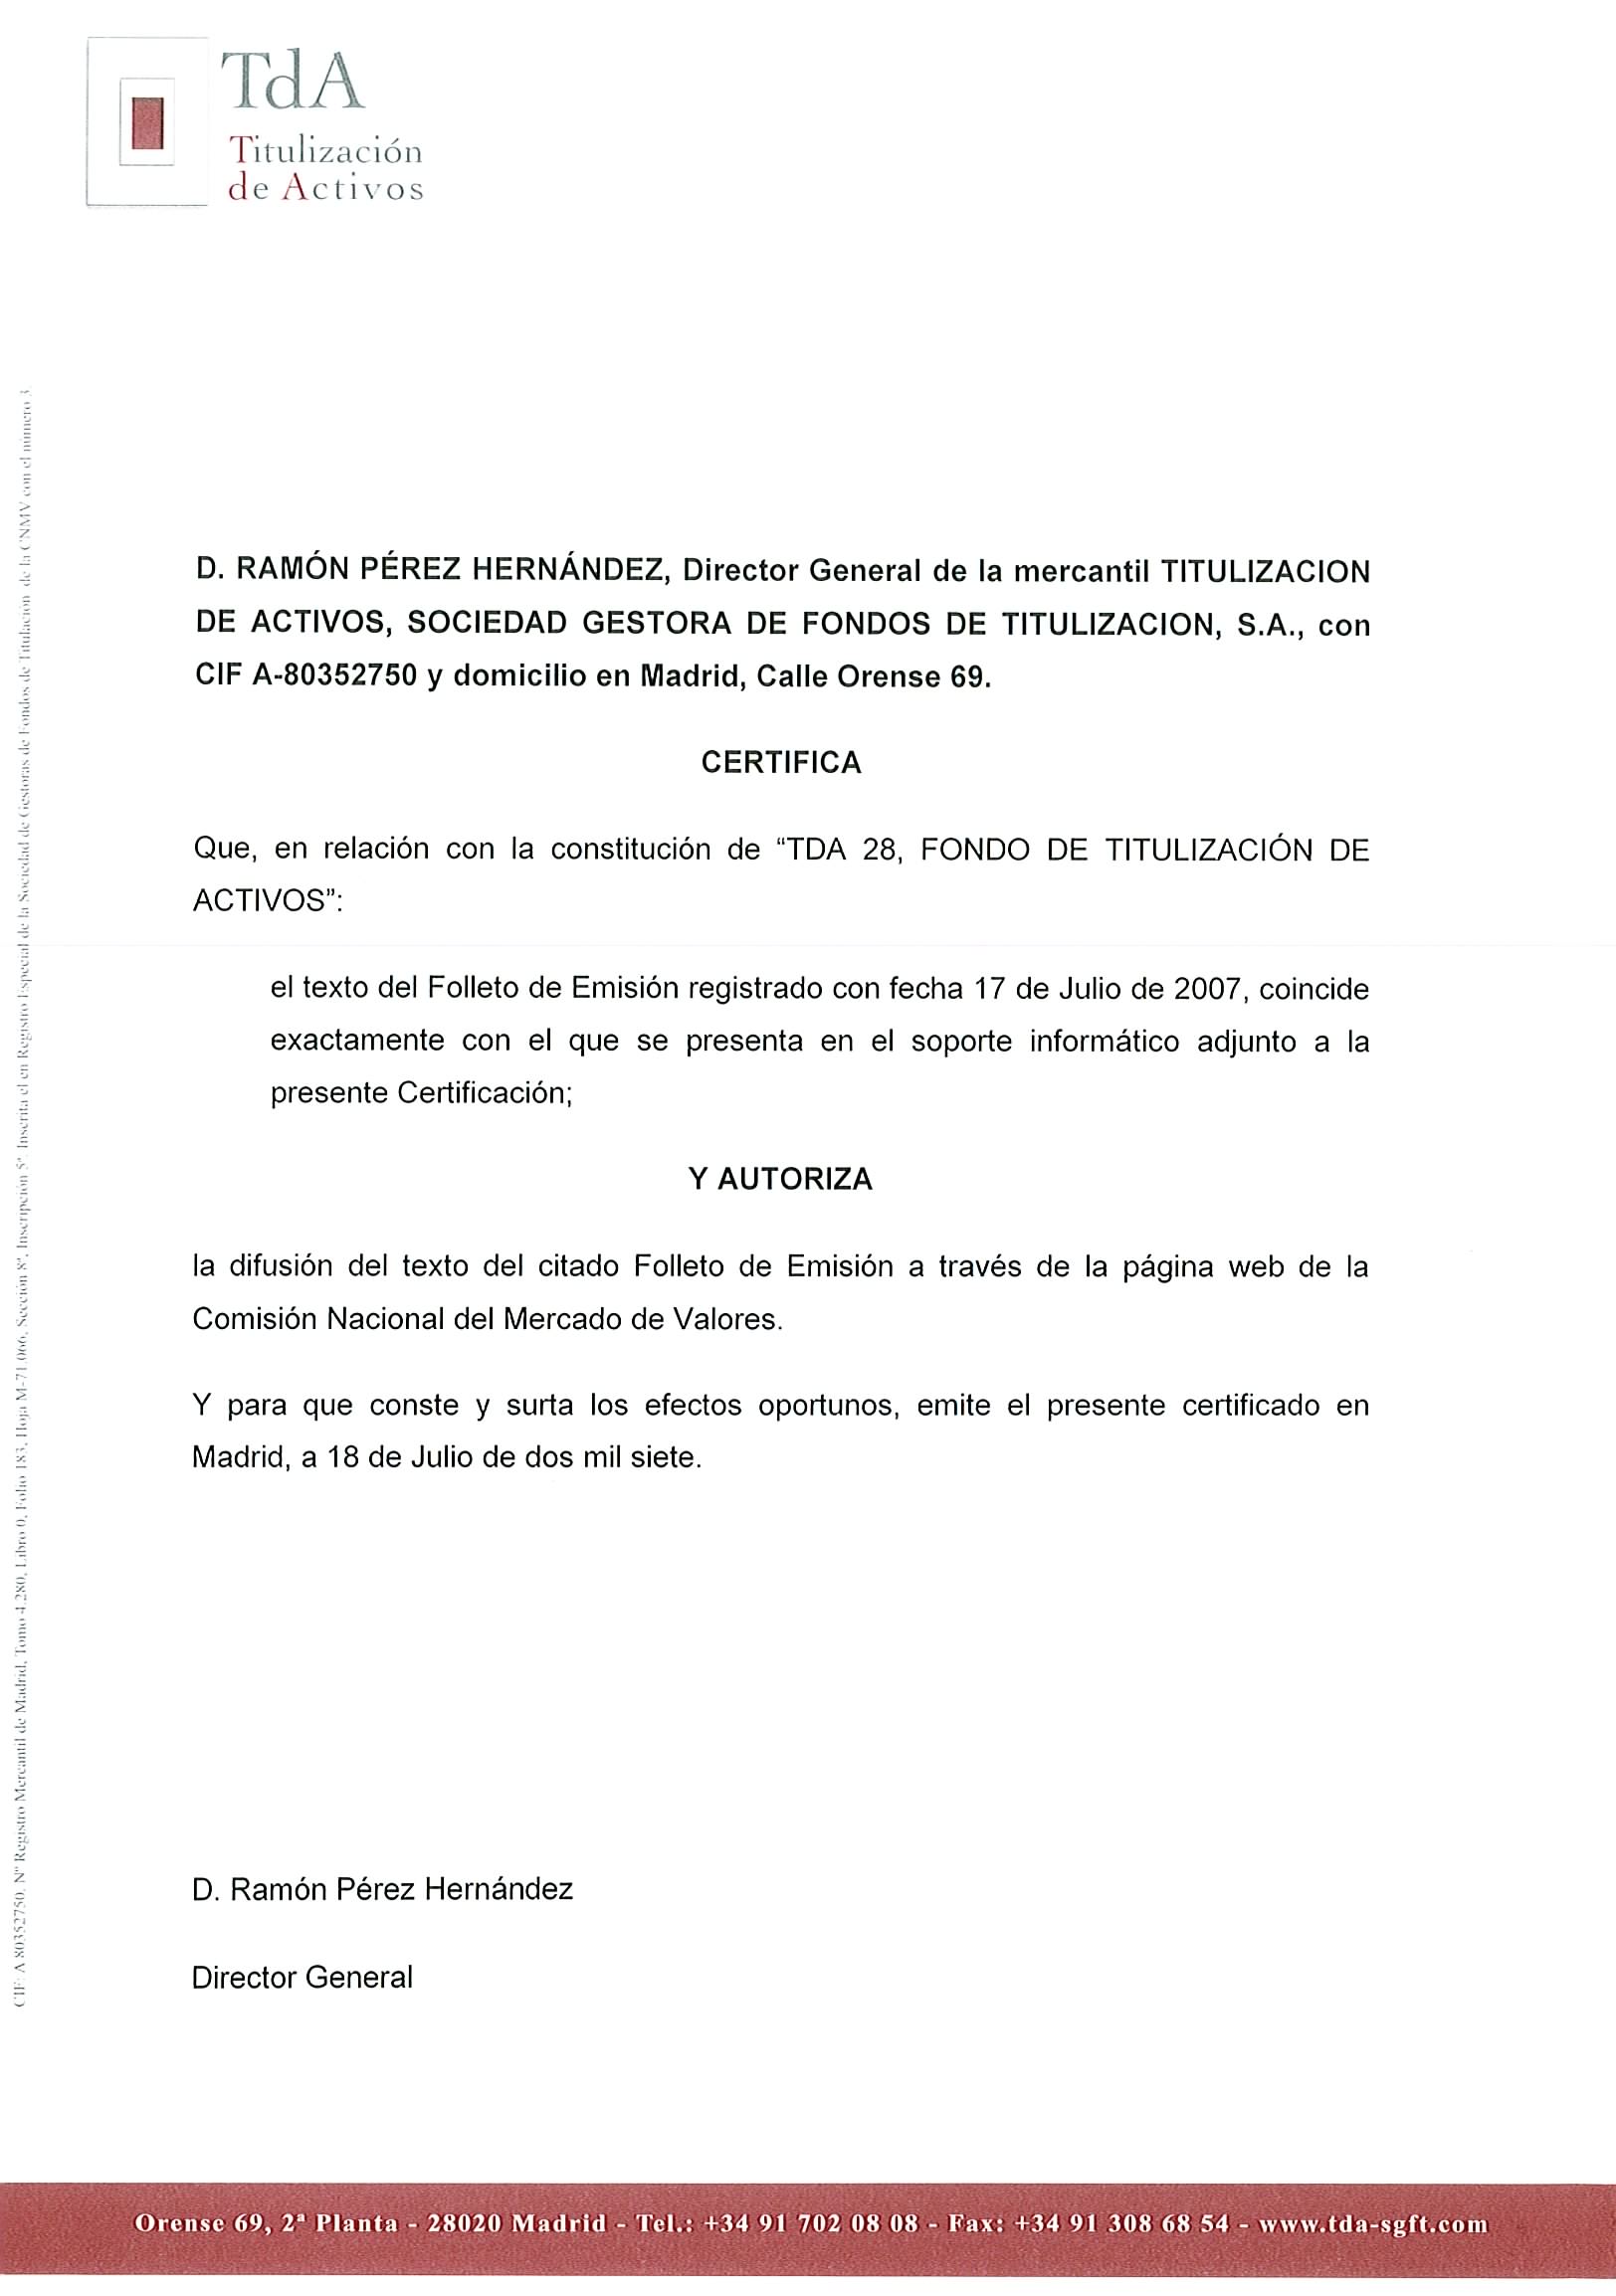 TdA
Titulización
de Activos
D. RAMÓN PÉREZ HERNÁNDEZ, Director General de la mercantil TITULIZACION
DE ACTIVOS, SOCIEDAD GESTORA DE FONDOS DE TITULIZACION, S.A., con
CIF A-80352750 y domicilio en Madrid, Calle Orense 69.
CERTIFICA
Que, en relación con la constitución de “TDA 28, FONDO DE TITULIZACIÓN DE
ACTIVOS”:
el texto del Folleto de Emisión registrado con fecha 17 de Julio de 2007, coincide
exactamente con el que se presenta en el soporte informático adjunto a la
presente Certificación;
Y AUTORIZA
la difusión del texto del citado Folleto de Emisión a través de la página web de la
Comisión Nacional del Mercado de Valores.
Y para que conste y surta los efectos oportunos, emite el presente certificado en
Madrid, a 18 de Julio de dos mil siete.
D. Ramón Pérez Hernández
Director General
CIF: A 80352750. Nº Registro Mercantil de Madrid, Tomo 4.280, Libro 0, Folio 183, Hoja M-71.066, Sección 8ª, Inscripción 5ª. Inscrita el en Registro Especial de la Sociedad de Gestoras de Fondos de Titulación de la CNMV con el número 3
Orense 69, 2ª Planta - 28020 Madrid - Tel.: +34 91 702 08 08 - Fax: +34 91 308 68 54 - www.tda-sgft.com